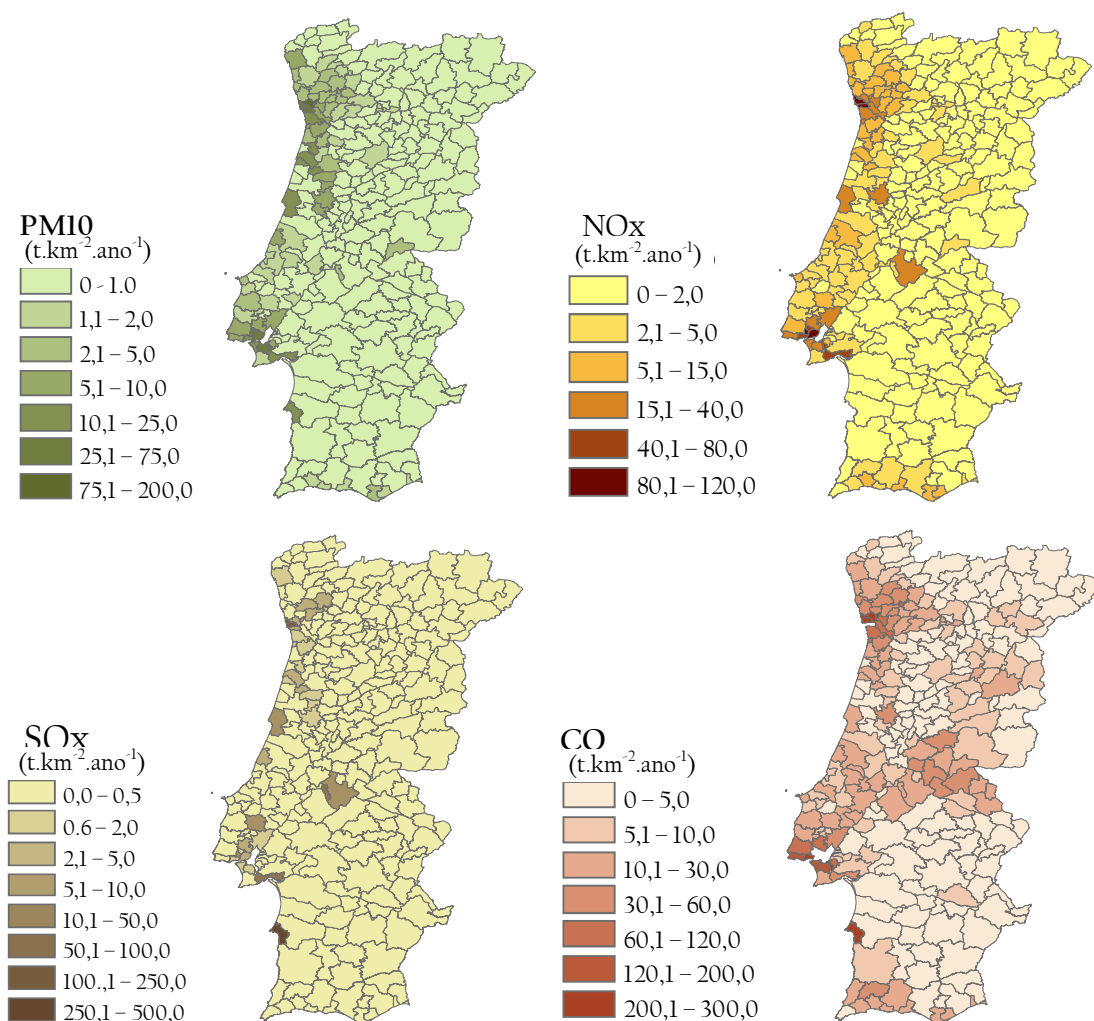 PM10
(t.km⁻².ano⁻¹)
0 - 1.0
1,1 – 2,0
2,1 – 5,0
5,1 – 10,0
10,1 – 25,0
25,1 – 75,0
75,1 – 200,0
NOx
(t.km⁻².ano⁻¹)
0 – 2,0
2,1 – 5,0
5,1 – 15,0
15,1 – 40,0
40,1 – 80,0
80,1 – 120,0
SOx
(t.km⁻².ano⁻¹)
0,0 – 0,5
0.6 – 2,0
2,1 – 5,0
5,1 – 10,0
10,1 – 50,0
50,1 – 100,0
100.,1 – 250,0
250,1 – 500,0
CO
(t.km⁻².ano⁻¹)
0 – 5,0
5,1 – 10,0
10,1 – 30,0
30,1 – 60,0
60,1 – 120,0
120,1 – 200,0
200,1 – 300,0